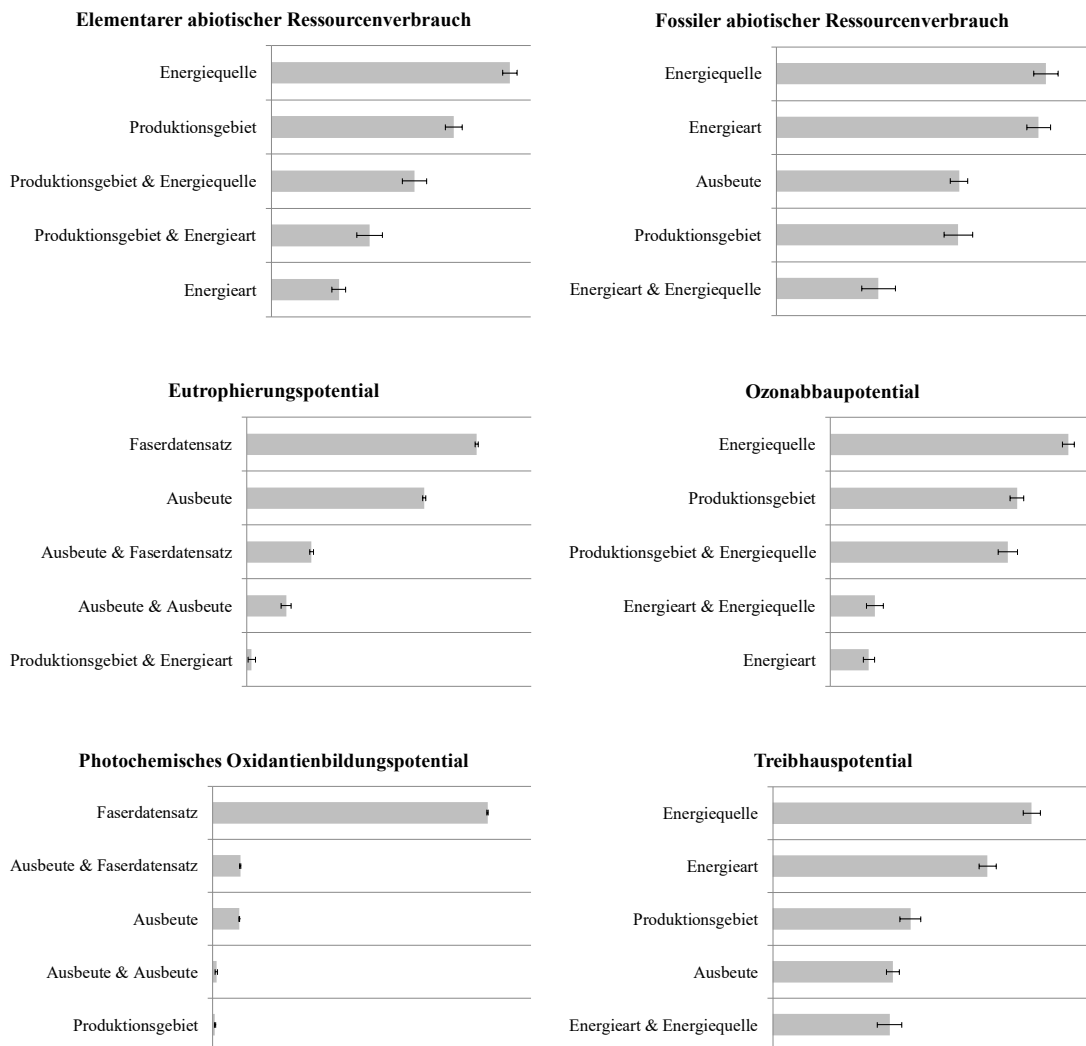 Elementarer abiotischer Ressourcenverbrauch
Energiequelle
Produktionsgebiet
Produktionsgebiet & Energiequelle
Produktionsgebiet & Energieart
Energieart
Fossiler abiotischer Ressourcenverbrauch
Energiequelle
Energieart
Ausbeute
Produktionsgebiet
Energieart & Energiequelle
Eutrophierungspotential
Faserdatensatz
Ausbeute
Ausbeute & Faserdatensatz
Ausbeute & Ausbeute
Produktionsgebiet & Energieart
Ozonabbaupotential
Energiequelle
Produktionsgebiet
Produktionsgebiet & Energiequelle
Energieart & Energiequelle
Energieart
Photochemisches Oxidantienbildungspotential
Faserdatensatz
Ausbeute & Faserdatensatz
Ausbeute
Ausbeute & Ausbeute
Produktionsgebiet
Treibhauspotential
Energiequelle
Energieart
Produktionsgebiet
Ausbeute
Energieart & Energiequelle